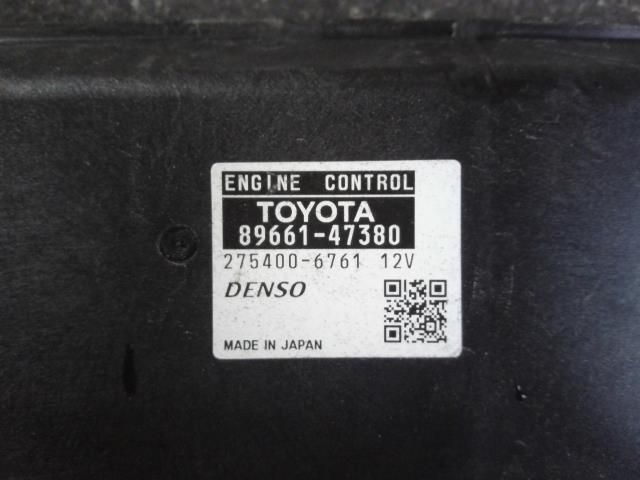 ENGINE CONTROL
TOYOTA
89661-47380
275400-6761 12V
DENSO
MADE IN JAPAN